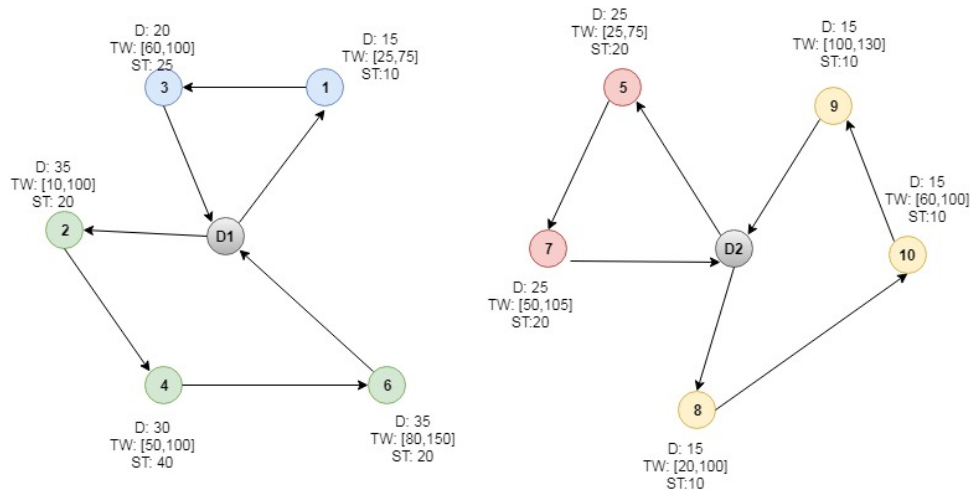 D: 20
TW: [60,100]
ST: 25
3
D: 15
TW: [25,75]
ST:10
1
D: 35
TW: [10,100]
ST: 20
2
D1
4
D: 30
TW: [50,100]
ST: 40
6
D: 35
TW: [80,150]
ST: 20
D: 25
TW: [25,75]
ST:20
5
D: 15
TW: [100,130]
ST:10
9
D: 15
TW: [60,100]
ST:10
10
7
D: 25
TW: [50,105]
ST:20
D2
8
D: 15
TW: [20,100]
ST:10